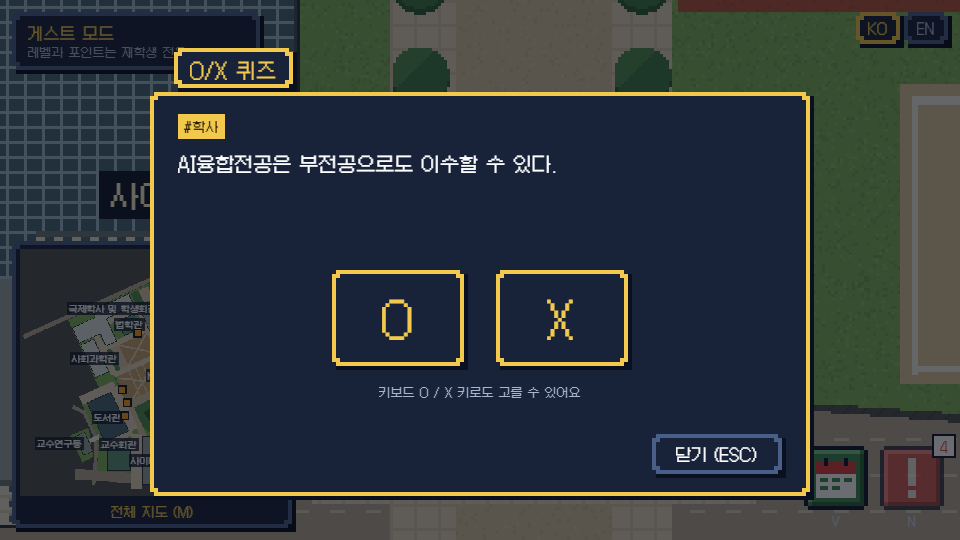 게스트 모드
레벨과 포인트는 재학생 전
KO
EN
O/X 퀴즈
#학사
AI융합전공은 부전공으로도 이수할 수 있다.
O
X
키보드 O / X 키로도 고를 수 있어요
닫기 (ESC)
국제학사 및 학생회관
법학관
사회과학관
도서관
교수연구동
교수회관
전체 지도 (M)
4
V
N